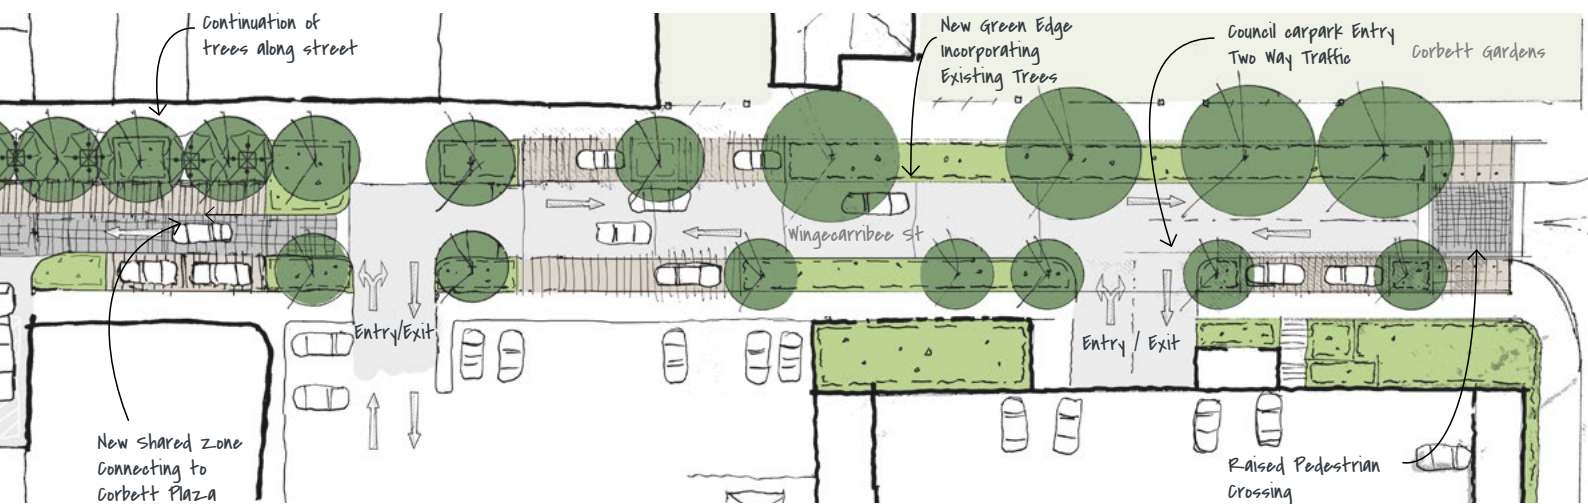 Continuation of
trees along street
New Green Edge
Incorporating
Existing Trees
Council carpark Entry
Two Way Traffic
Corbett Gardens
Wingecarribee St
Entry/Exit
Entry / Exit
New Shared Zone
Connecting to
Corbett Plaza
Raised Pedestrian
Crossing